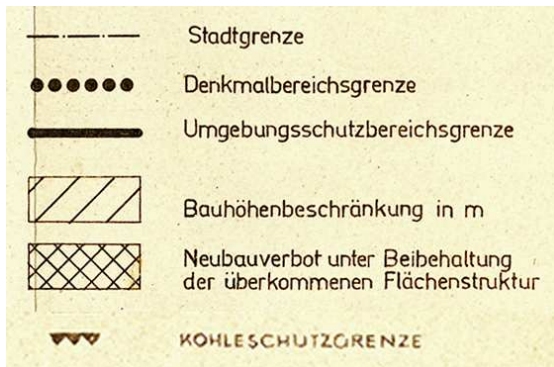 Stadtgrenze
Denkmalbereichsgrenze
Umgebungsschutzbereichsgrenze
Bauhöhenbeschränkung in m
Neubauverbot unter Beibehaltung
der überkommenen Flächenstruktur
KOHLESCHUTZGRENZE